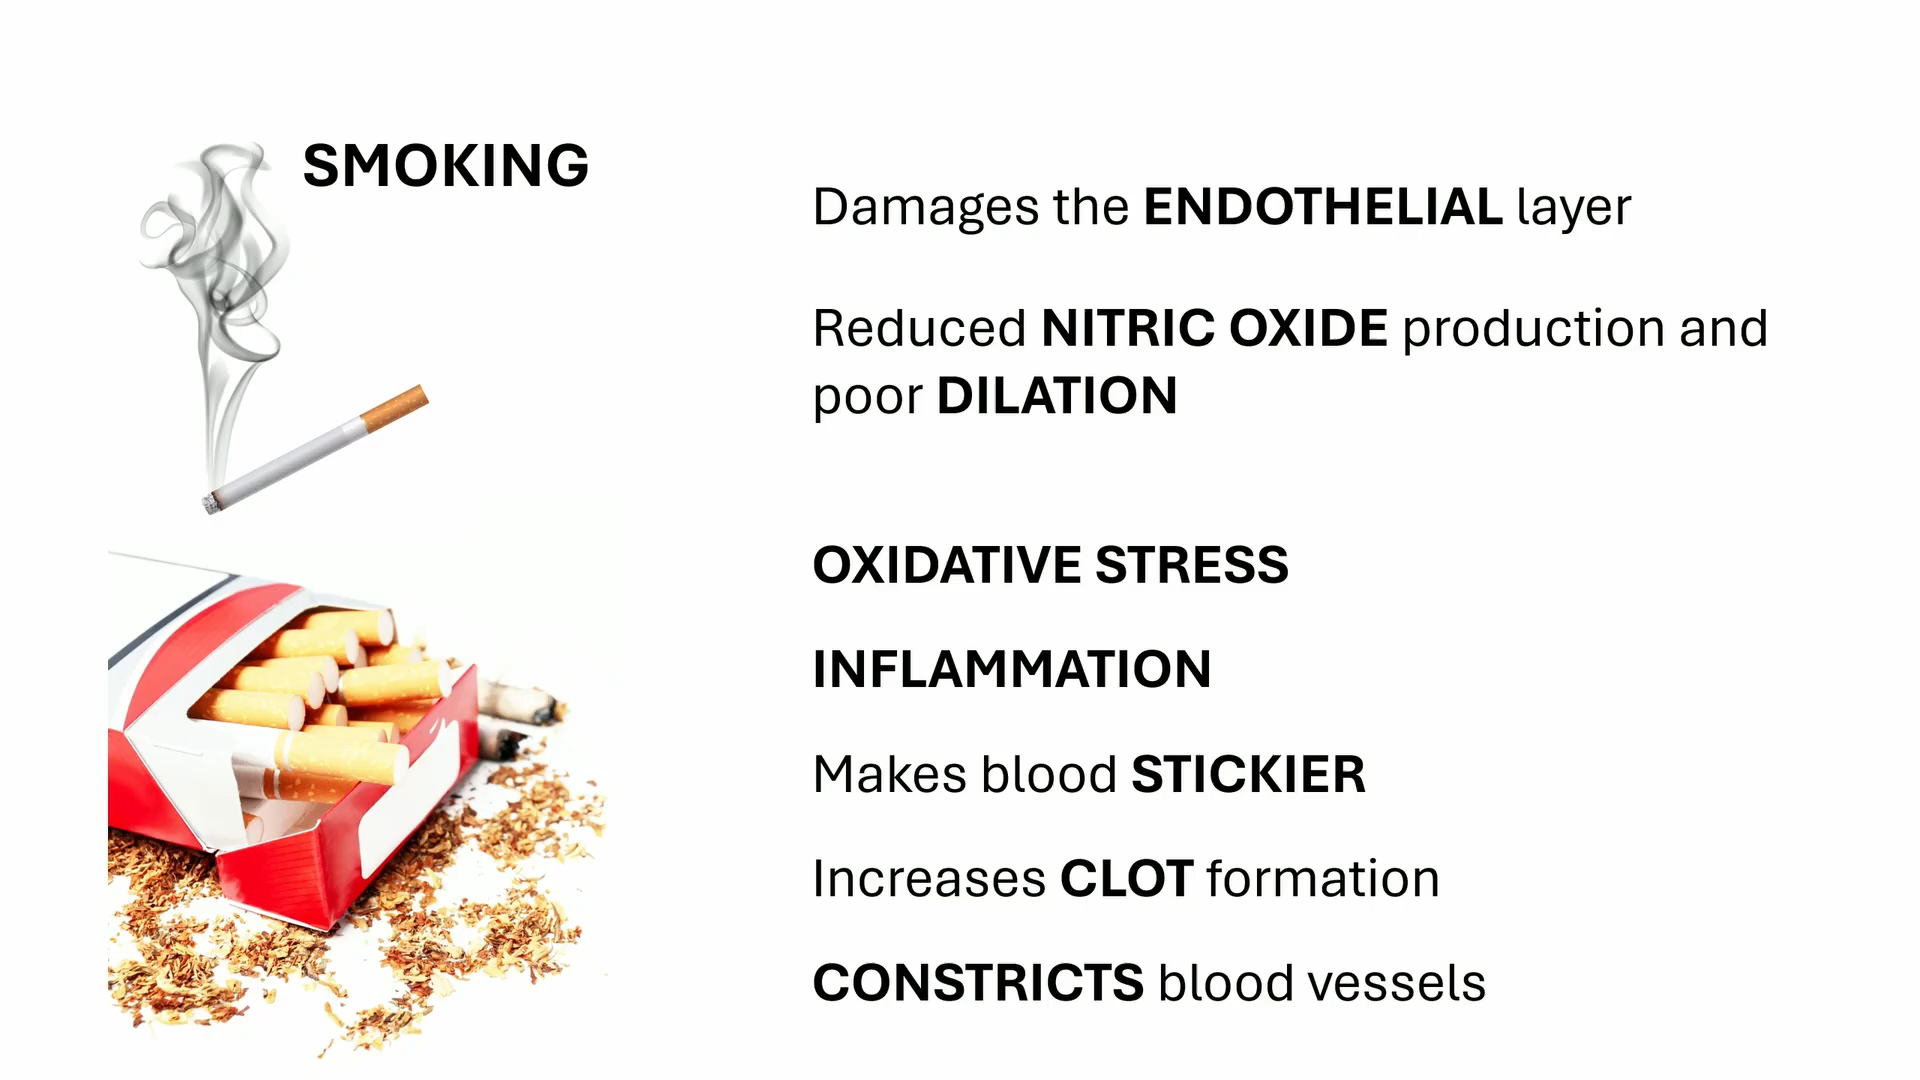 SMOKING
Damages the ENDOTHELIAL layer
Reduced NITRIC OXIDE production and
poor DILATION
OXIDATIVE STRESS
INFLAMMATION
Makes blood STICKIER
Increases CLOT formation
CONSTRICTS blood vessels